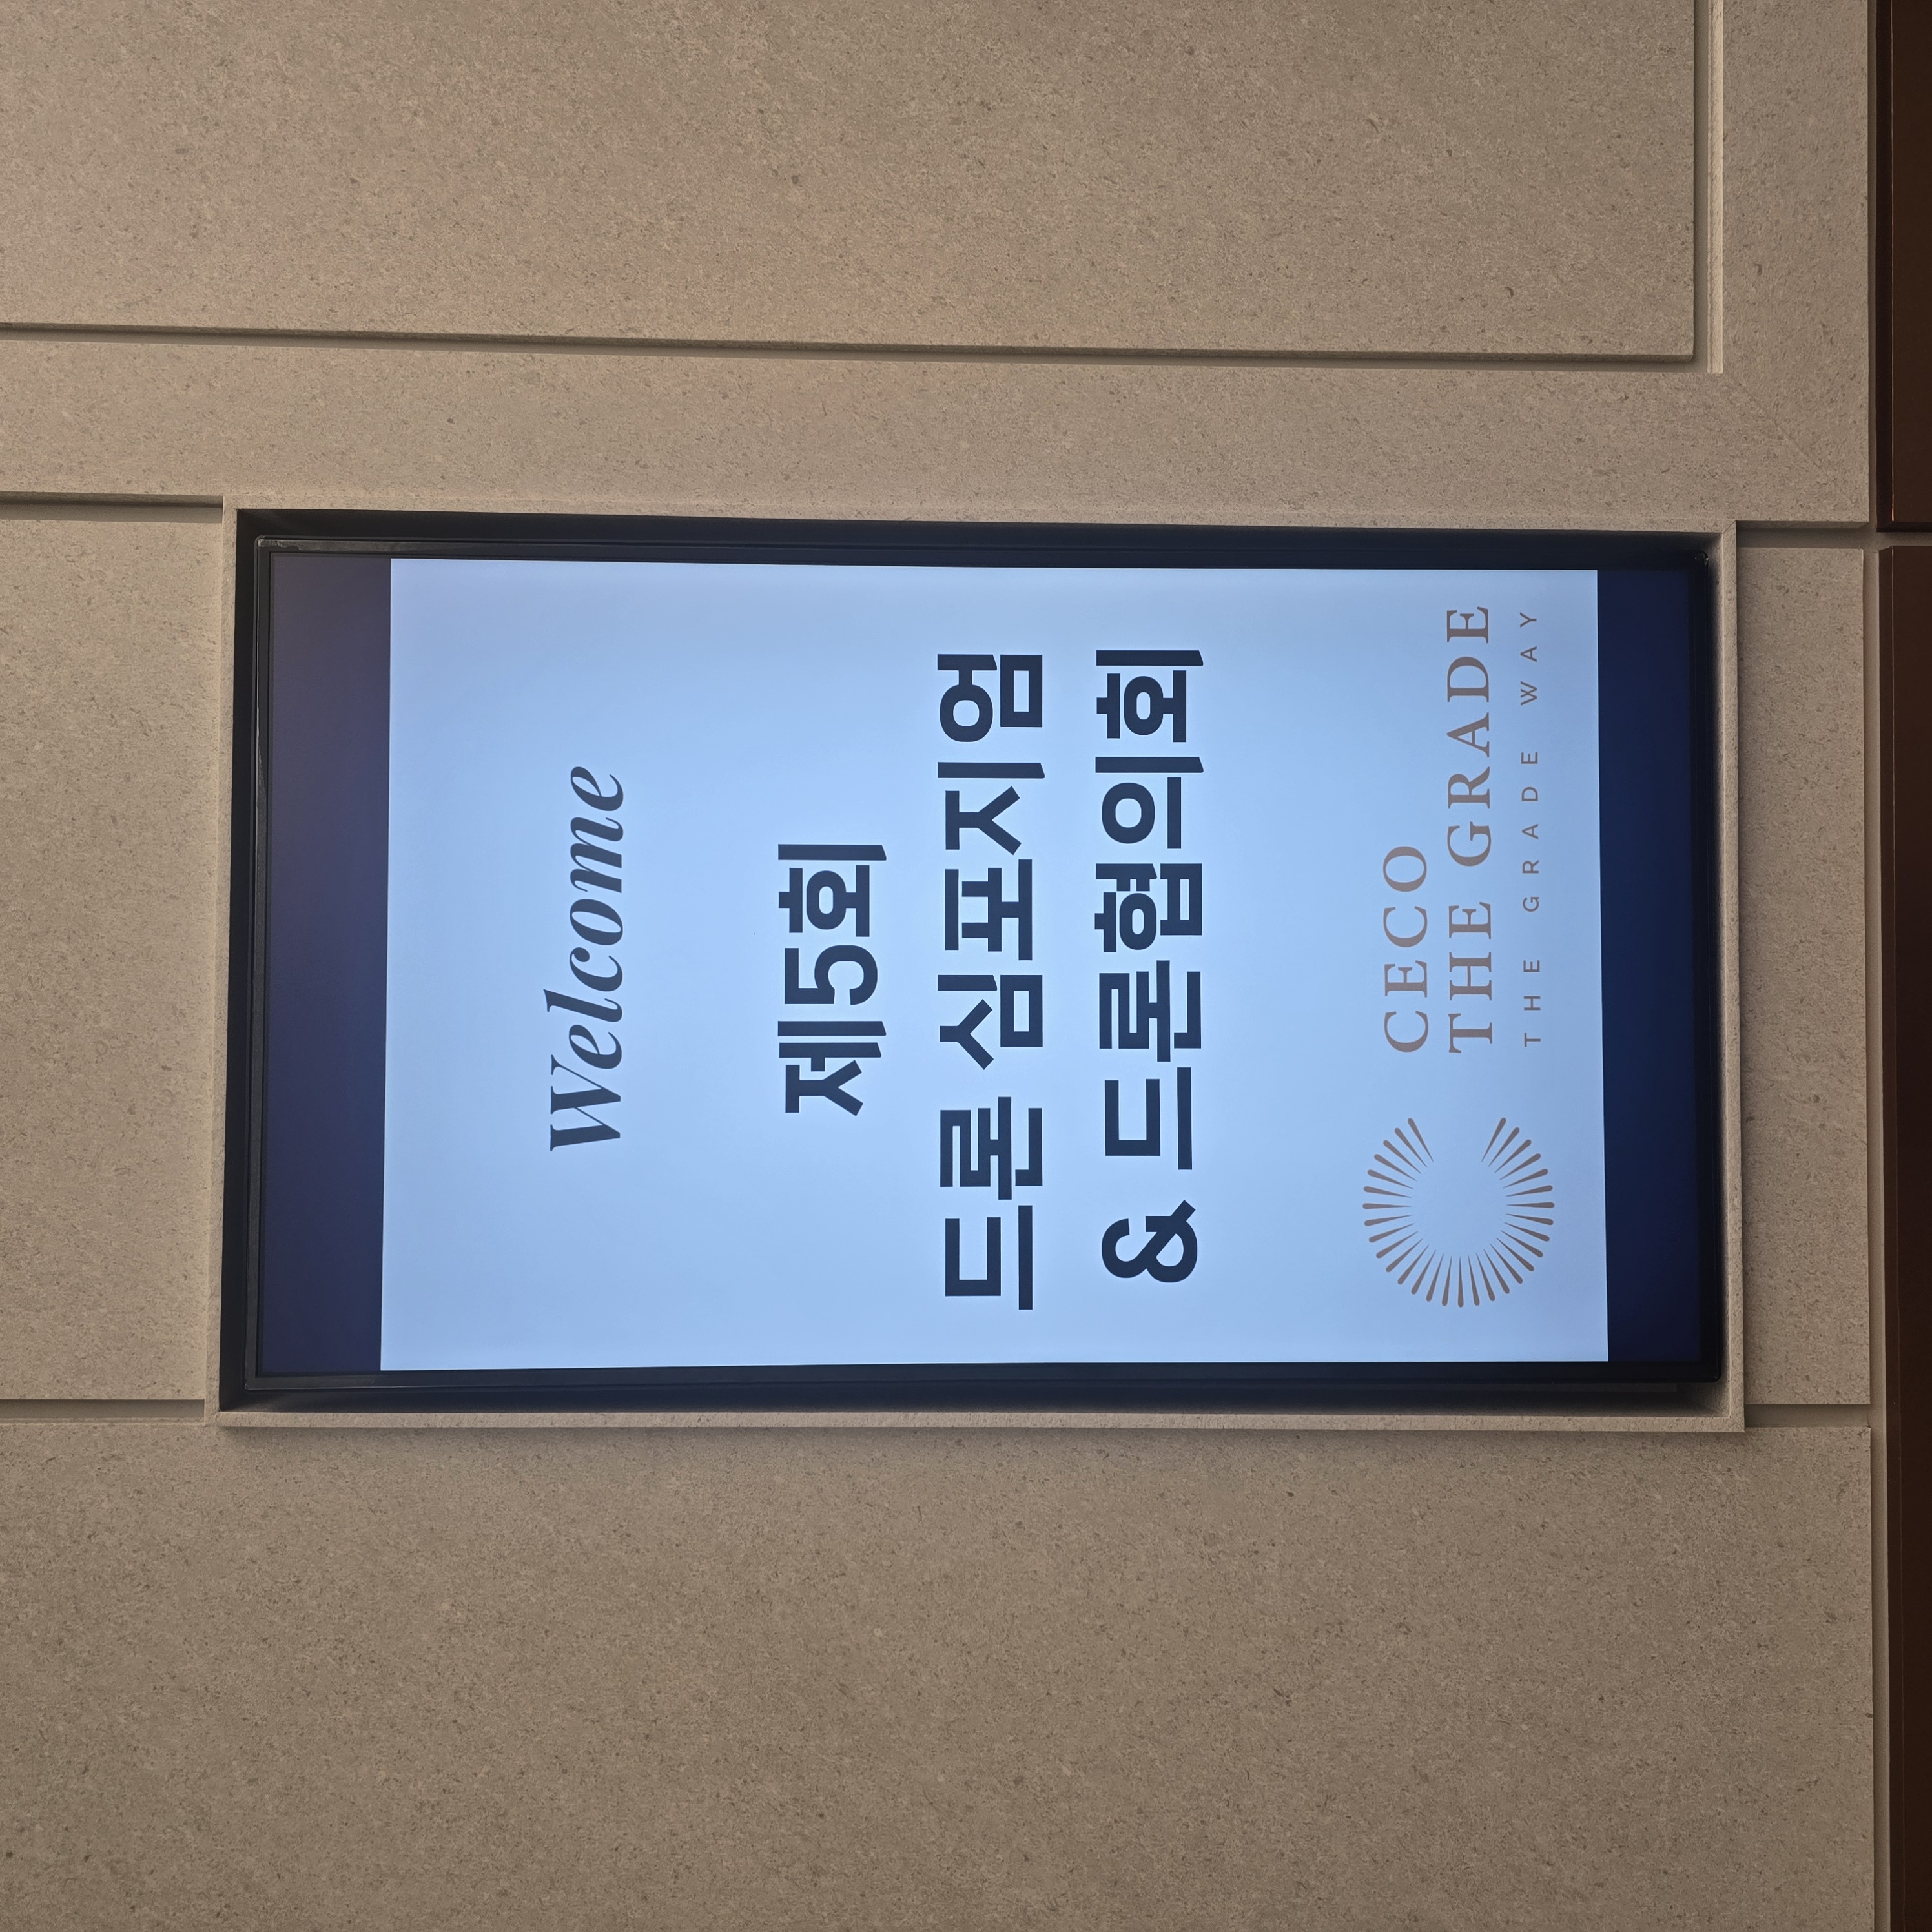 Welcome
제5회
드론 심포지엄
& 드론협의회
CECO
THE GRADE
THE GRADE WAY